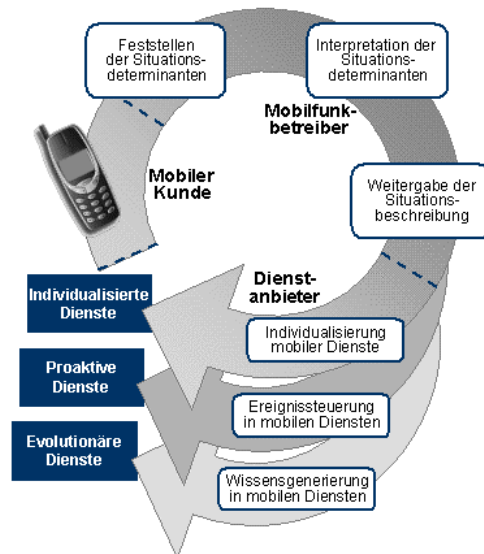 Feststellen
der Situations-
determinanten
Interpretation der
Situations-
determinanten
Mobilfunk-
betreiber
Mobiler
Kunde
Weitergabe der
Situations-
beschreibung
Dienst-
anbieter
Individualisierte
Dienste
Individualisierung
mobiler Dienste
Proaktive
Dienste
Ereignissteuerung
in mobilen Diensten
Evolutionäre
Dienste
Wissensgenerierung
in mobilen Diensten